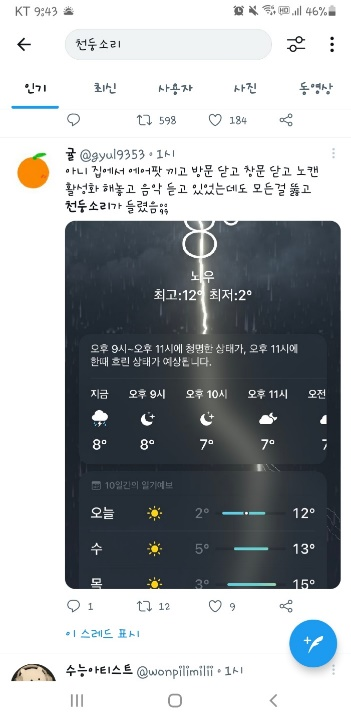 KT 9:43
46%
천둥소리
인기 최신 사용자 사진 동영상
598 184
귤 @gyul9353 · 1시
아니 집에서 에어팟 끼고 방문 닫고 창문 닫고 노캔
활성화 해놓고 음악 듣고 있었는데도 모든걸 뚫고
천둥소리가 들렸음;;
8°
뇌우
최고:12° 최저:2°
오후 9시~오후 11시에 청명한 상태가, 오후 11시에
한때 흐린 상태가 예상됩니다.
지금 오후 9시 오후 10시 오후 11시 오전
8° 8° 7° 7° 7
10일간의 일기예보
오늘 2° 12°
수 5° 13°
목 3° 15°
1 12 9
이 스레드 표시
수능아티스트 @wonpilimilii · 1시